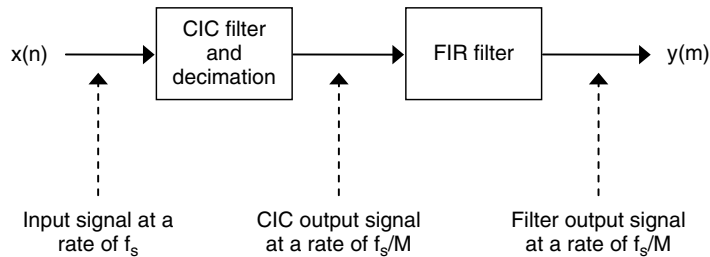 x(n)
CIC filter
and
decimation
FIR filter
y(m)
Input signal at a
rate of fs
CIC output signal
at a rate of fs/M
Filter output signal
at a rate of fs/M